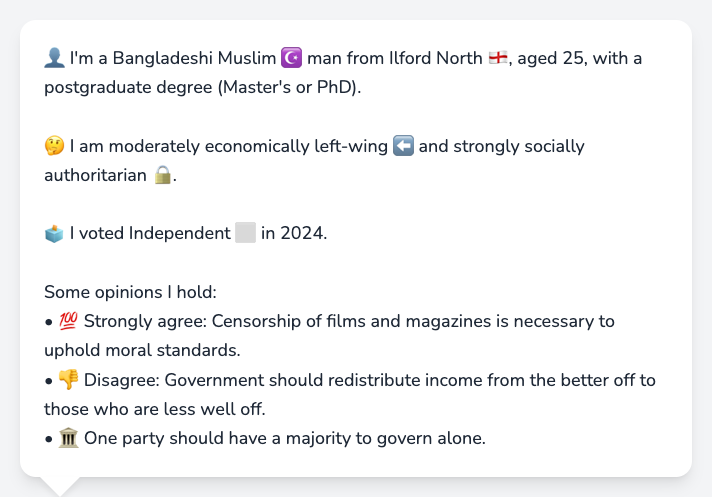 👤 I'm a Bangladeshi Muslim ☪️ man from Ilford North 🏴󠁧󠁢󠁥󠁮󠁧󠁿, aged 25, with a
postgraduate degree (Master's or PhD).
🤔 I am moderately economically left-wing ⬅️ and strongly socially
authoritarian 🔒.
🗳️ I voted Independent ⬜ in 2024.
Some opinions I hold:
• 💯 Strongly agree: Censorship of films and magazines is necessary to
uphold moral standards.
• 👎 Disagree: Government should redistribute income from the better off to
those who are less well off.
• 🏛️ One party should have a majority to govern alone.